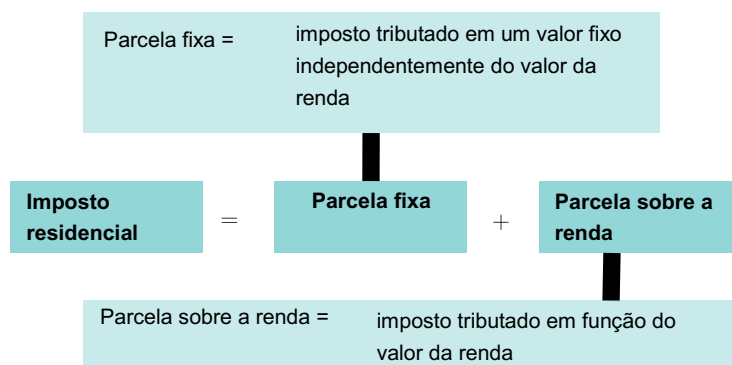 Parcela fixa = imposto tributado em um valor fixo
independentemente do valor da
renda
Imposto
residencial
=
Parcela fixa
+
Parcela sobre a
renda
Parcela sobre a renda = imposto tributado em função do
valor da renda